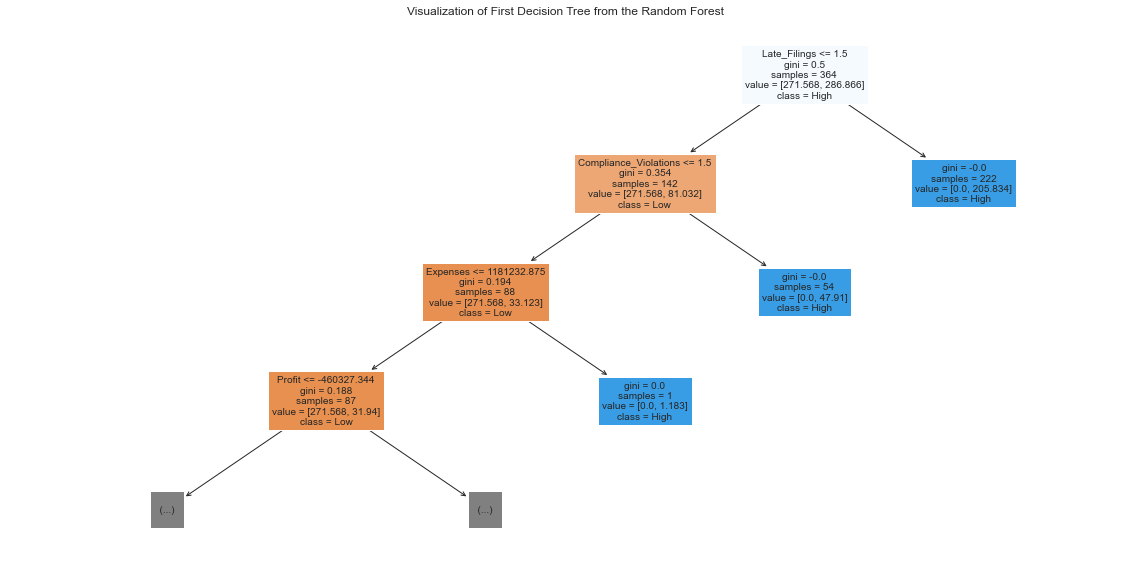 Visualization of First Decision Tree from the Random Forest
Late_Filings <= 1.5
gini = 0.5
samples = 364
value = [271.568, 286.866]
class = High
Compliance_Violations <= 1.5
gini = 0.354
samples = 142
value = [271.568, 81.032]
class = Low
gini = -0.0
samples = 222
value = [0.0, 205.834]
class = High
Expenses <= 1181232.875
gini = 0.194
samples = 88
value = [271.568, 33.123]
class = Low
gini = -0.0
samples = 54
value = [0.0, 47.91]
class = High
Profit <= -460327.344
gini = 0.188
samples = 87
value = [271.568, 31.94]
class = Low
gini = 0.0
samples = 1
value = [0.0, 1.183]
class = High
(...)
(...)